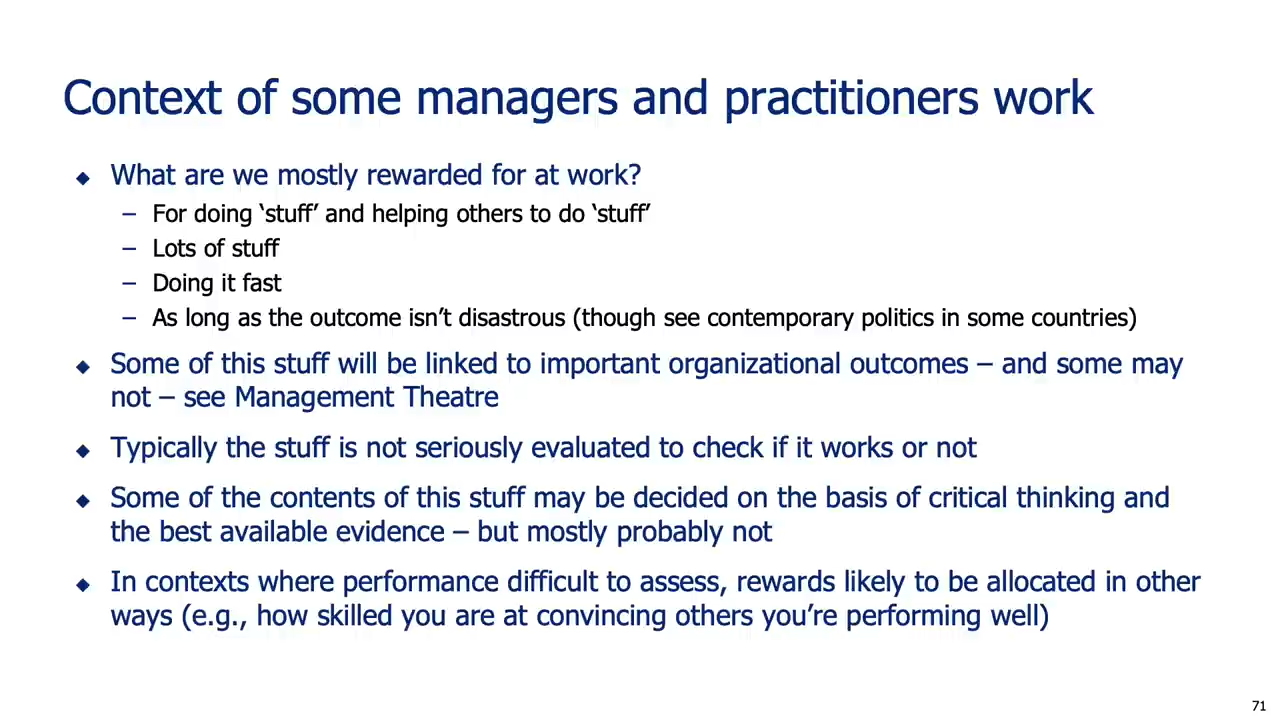 Context of some managers and practitioners work
◆ What are we mostly rewarded for at work?
– For doing ‘stuff’ and helping others to do ‘stuff’
– Lots of stuff
– Doing it fast
– As long as the outcome isn’t disastrous (though see contemporary politics in some countries)
◆ Some of this stuff will be linked to important organizational outcomes – and some may
not – see Management Theatre
◆ Typically the stuff is not seriously evaluated to check if it works or not
◆ Some of the contents of this stuff may be decided on the basis of critical thinking and
the best available evidence – but mostly probably not
◆ In contexts where performance difficult to assess, rewards likely to be allocated in other
ways (e.g., how skilled you are at convincing others you’re performing well)
71